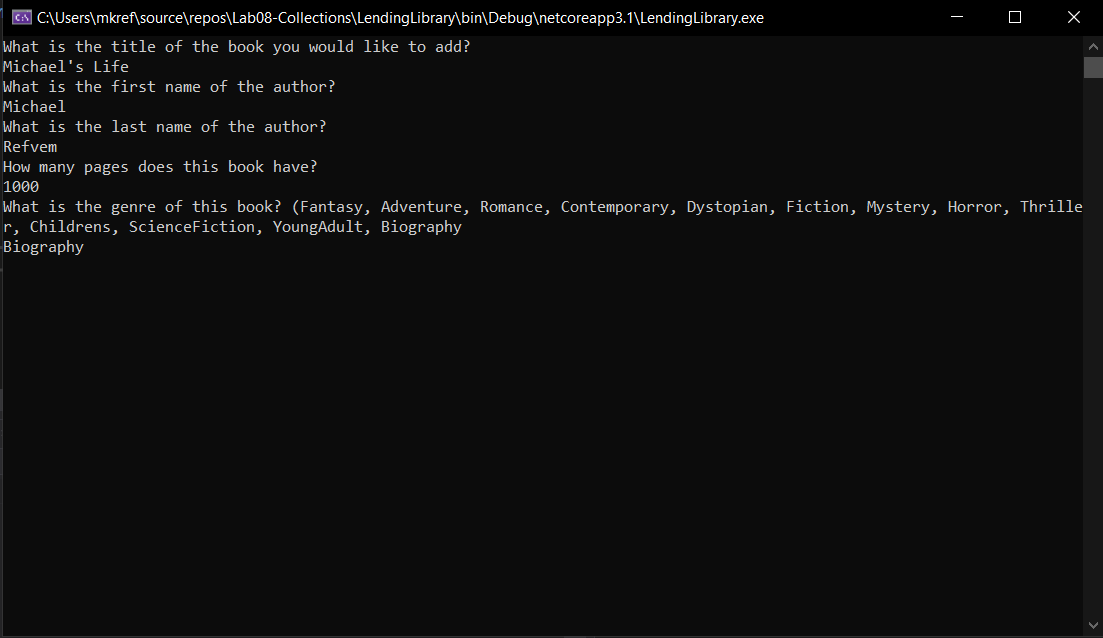 C:\Users\mkref\source\repos\Lab08-Collections\LendingLibrary\bin\Debug\netcoreapp3.1\LendingLibrary.exe
What is the title of the book you would like to add?
Michael's Life
What is the first name of the author?
Michael
What is the last name of the author?
Refvem
How many pages does this book have?
1000
What is the genre of this book? (Fantasy, Adventure, Romance, Contemporary, Dystopian, Fiction, Mystery, Horror, Thrille
r, Childrens, ScienceFiction, YoungAdult, Biography
Biography